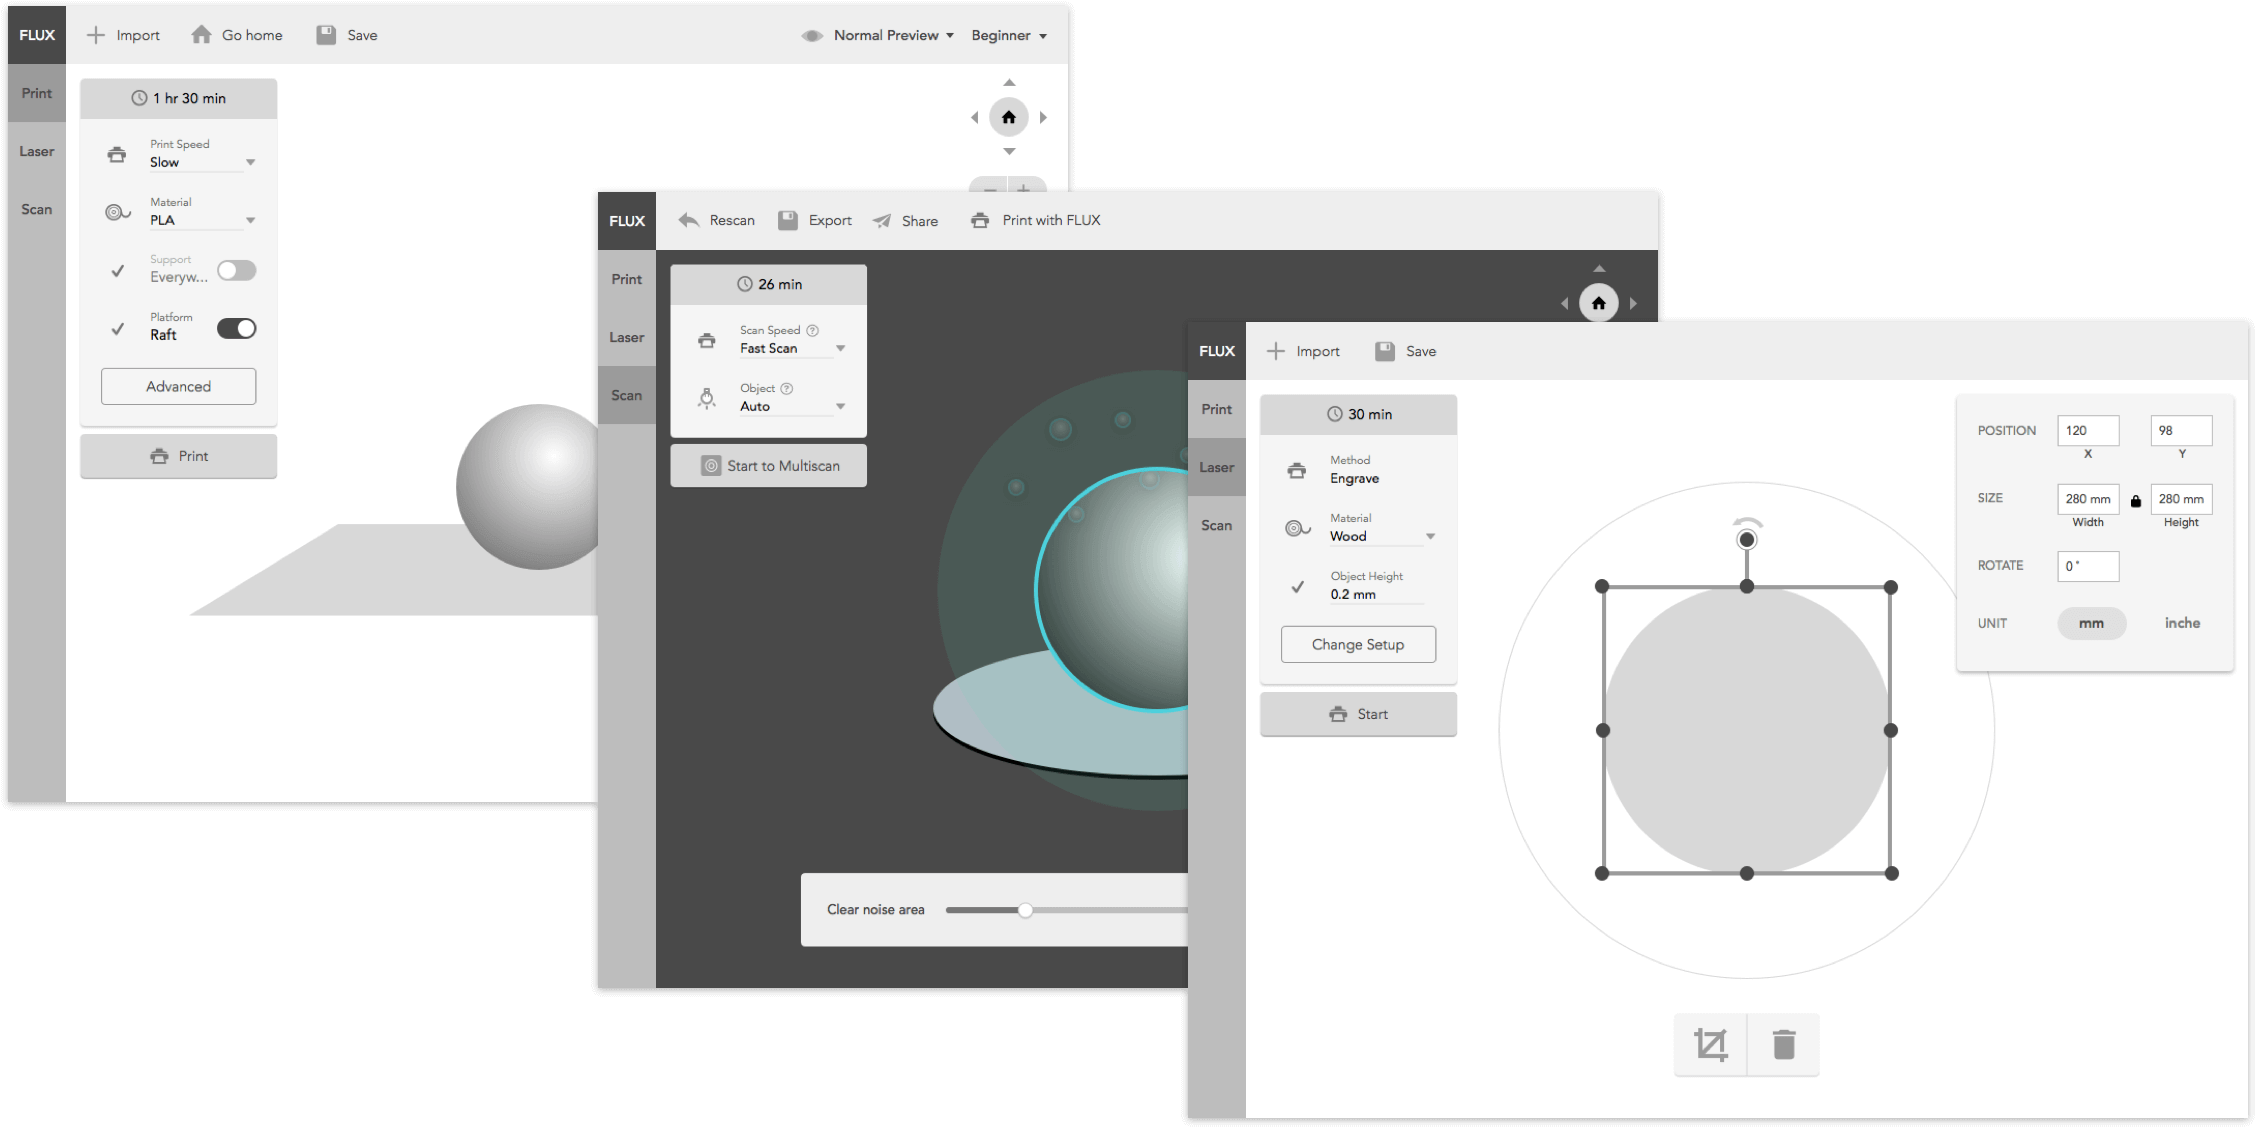 FLUX
Import
Go home
Save
Normal Preview
Beginner
Print
Laser
Scan
1 hr 30 min
Print Speed
Slow
Material
PLA
Support
Everyw...
Platform
Raft
Advanced
Print
FLUX
Rescan
Export
Share
Print with FLUX
Print
Laser
Scan
26 min
Scan Speed ?
Fast Scan
Object ?
Auto
Start to Multiscan
Clear noise area
FLUX
Import
Save
Print
Laser
Scan
30 min
Method
Engrave
Material
Wood
Object Height
0.2 mm
Change Setup
Start
POSITION 120 98
X Y
SIZE 280 mm 280 mm
Width Height
ROTATE 0°
UNIT mm inche